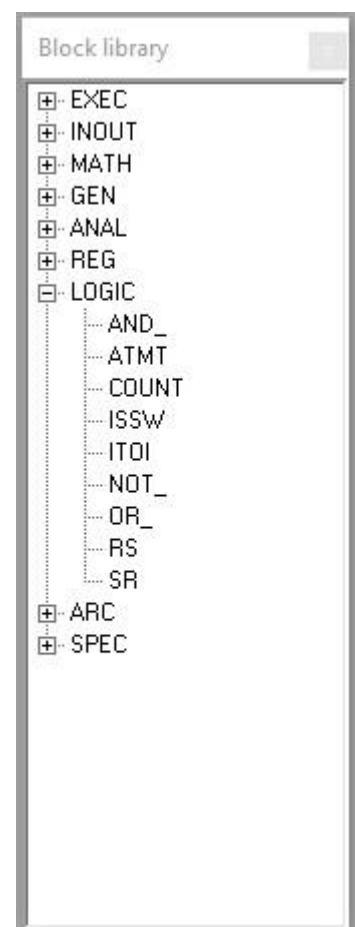 Block library
EXEC
INOUT
MATH
GEN
ANAL
REG
LOGIC
AND_
ATMT
COUNT
ISSW
ITOI
NOT_
OR_
RS
SR
ARC
SPEC